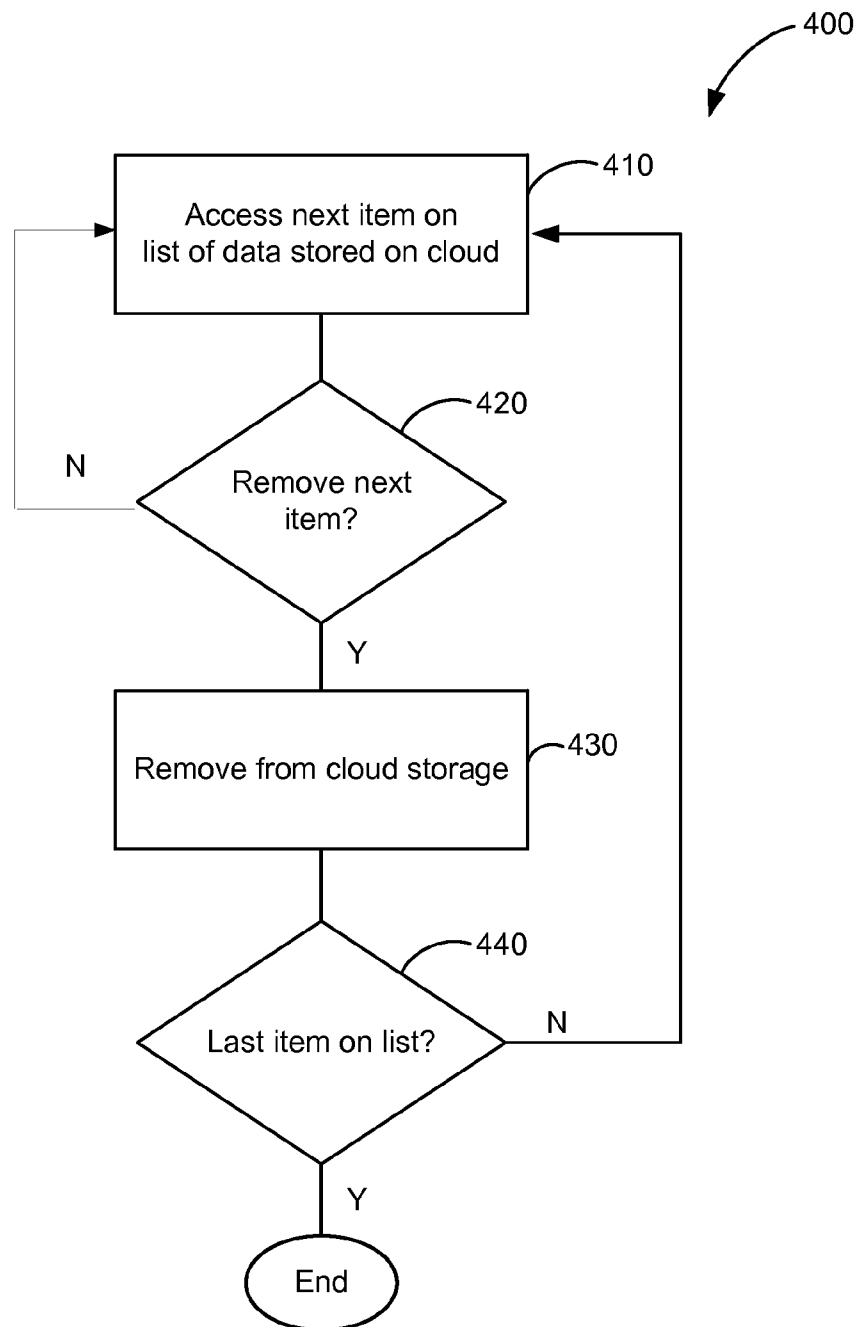 400
410
Access next item on
list of data stored on cloud
420
N
Remove next
item?
Y
430
Remove from cloud storage
440
Last item on list?
N
Y
End